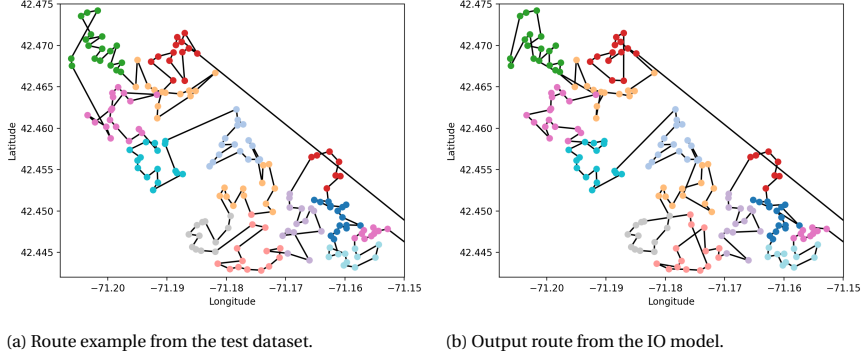 42.475
42.470
42.465
42.460
42.455
42.450
42.445
Latitude
−71.20 −71.19 −71.18 −71.17 −71.16 −71.15
Longitude
42.475
42.470
42.465
42.460
42.455
42.450
42.445
Latitude
−71.20 −71.19 −71.18 −71.17 −71.16 −71.15
Longitude
(a) Route example from the test dataset.
(b) Output route from the IO model.